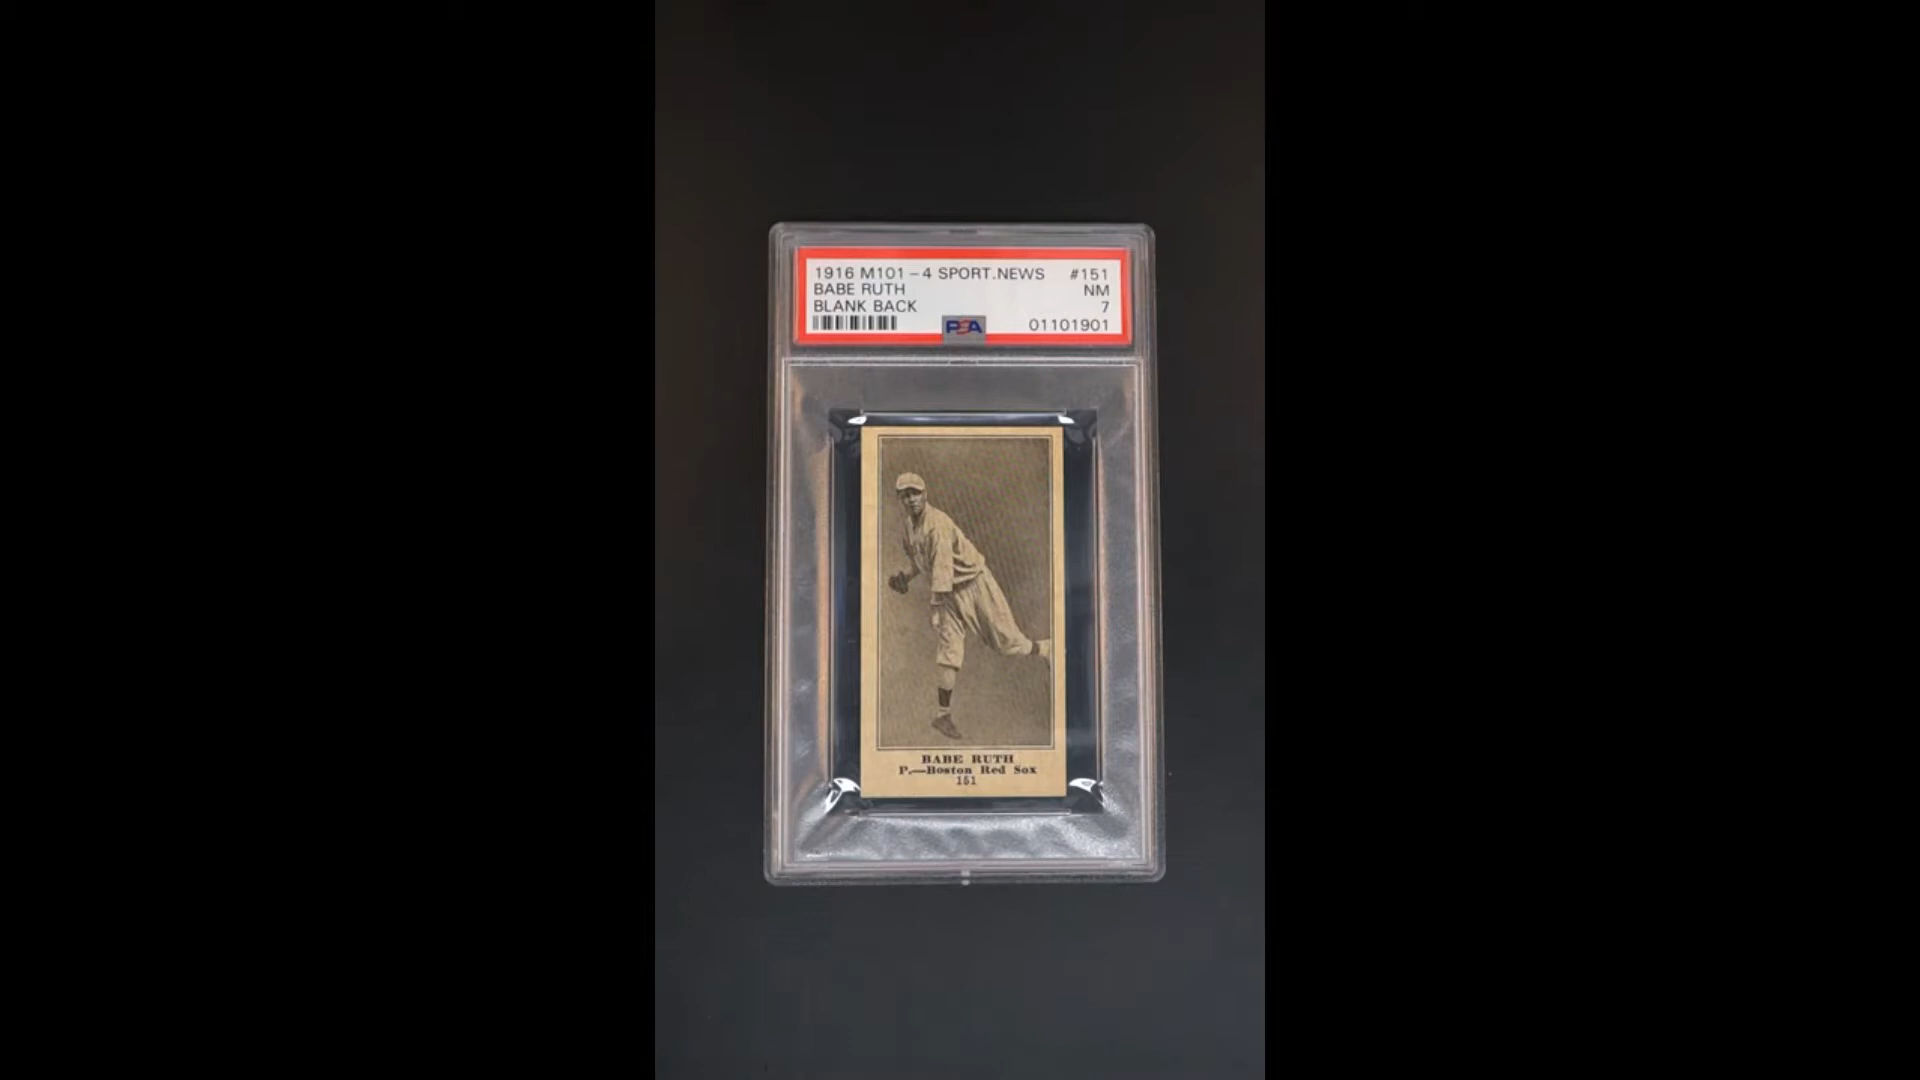 1916 M101-4 SPORT.NEWS #151
BABE RUTH NM
BLANK BACK 7
PSA 01101901
BABE RUTH
P.—Boston Red Sox
151